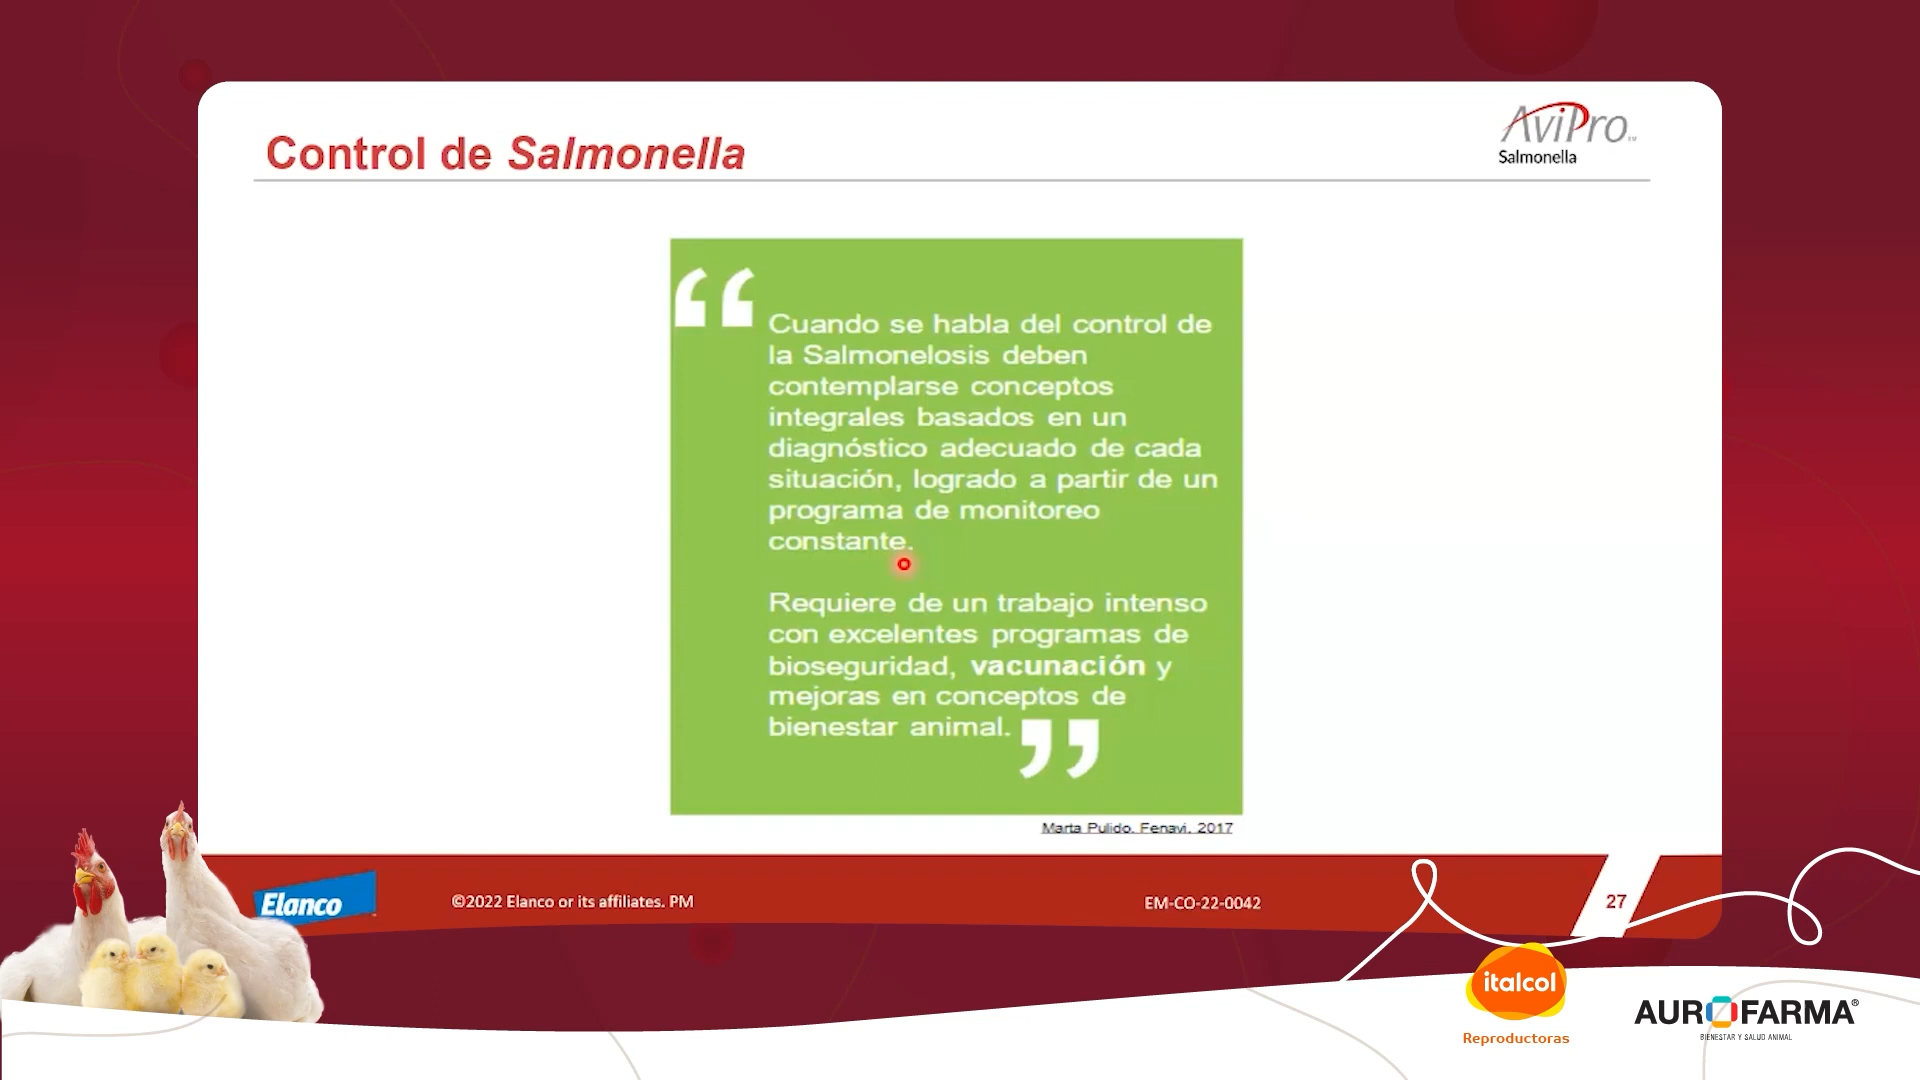 Control de Salmonella
AviPro™
Salmonella
“
Cuando se habla del control de
la Salmonelosis deben
contemplarse conceptos
integrales basados en un
diagnóstico adecuado de cada
situación, logrado a partir de un
programa de monitoreo
constante.
Requiere de un trabajo intenso
con excelentes programas de
bioseguridad, vacunación y
mejoras en conceptos de
bienestar animal.
”
Marta Pulido. Fenavi. 2017
Elanco
©2022 Elanco or its affiliates. PM
EM-CO-22-0042
27
italcol
Reproductoras
AUROFARMA®
BIENESTAR Y SALUD ANIMAL